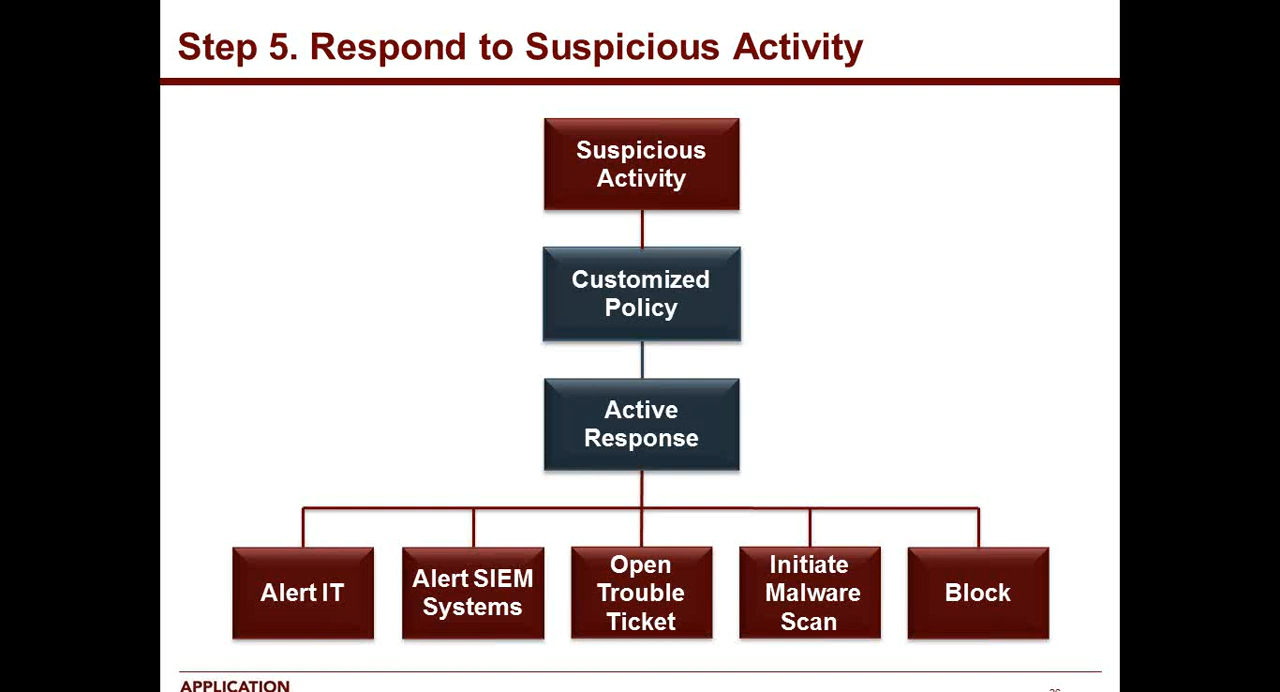 Step 5. Respond to Suspicious Activity
Suspicious
Activity
Customized
Policy
Active
Response
Alert IT
Alert SIEM
Systems
Open
Trouble
Ticket
Initiate
Malware
Scan
Block
APPLICATION